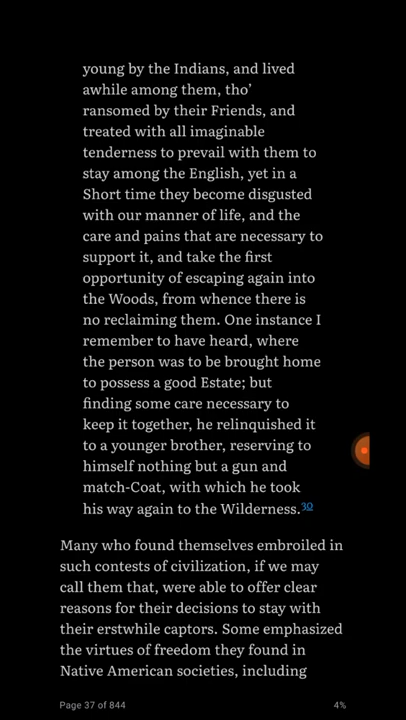 young by the Indians, and lived
awhile among them, tho’
ransomed by their Friends, and
treated with all imaginable
tenderness to prevail with them to
stay among the English, yet in a
Short time they become disgusted
with our manner of life, and the
care and pains that are necessary to
support it, and take the first
opportunity of escaping again into
the Woods, from whence there is
no reclaiming them. One instance I
remember to have heard, where
the person was to be brought home
to possess a good Estate; but
finding some care necessary to
keep it together, he relinquished it
to a younger brother, reserving to
himself nothing but a gun and
match-Coat, with which he took
his way again to the Wilderness.30
Many who found themselves embroiled in
such contests of civilization, if we may
call them that, were able to offer clear
reasons for their decisions to stay with
their erstwhile captors. Some emphasized
the virtues of freedom they found in
Native American societies, including
Page 37 of 844 4%